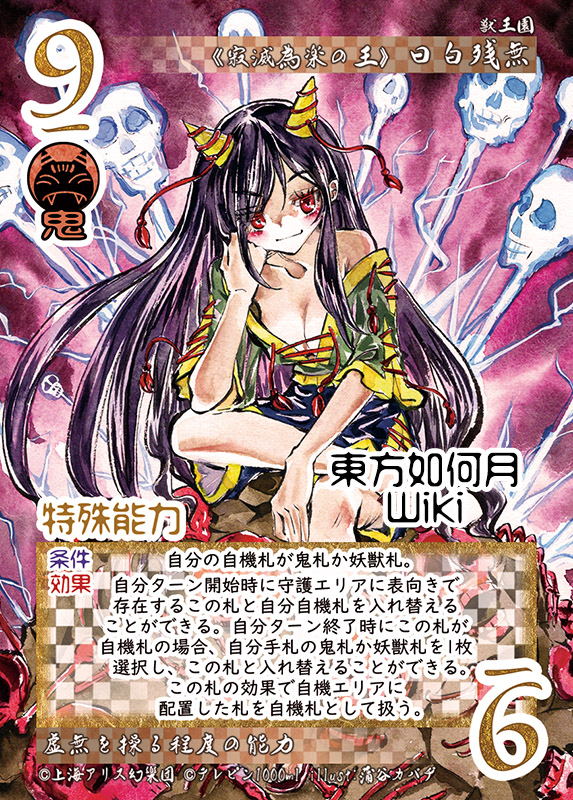 獣王園
9
《寂滅為楽の王》 日白残無
鬼
東方如何月
Wiki
特殊能力
条件 自分の自機札が鬼札か妖獣札。
効果 自分ターン開始時に守護エリアに表向きで
存在するこの札と自分自機札を入れ替える
ことができる。自分ターン終了時にこの札が
自機札の場合、自分手札の鬼札か妖獣札を1枚
選択し、この札と入れ替えることができる。
この札の効果で自機エリアに
配置した札を自機札として扱う。
6
虚無を操る程度の能力
©上海アリス幻樂団 ©テレビン1000ml illust:蒲谷カバヂ